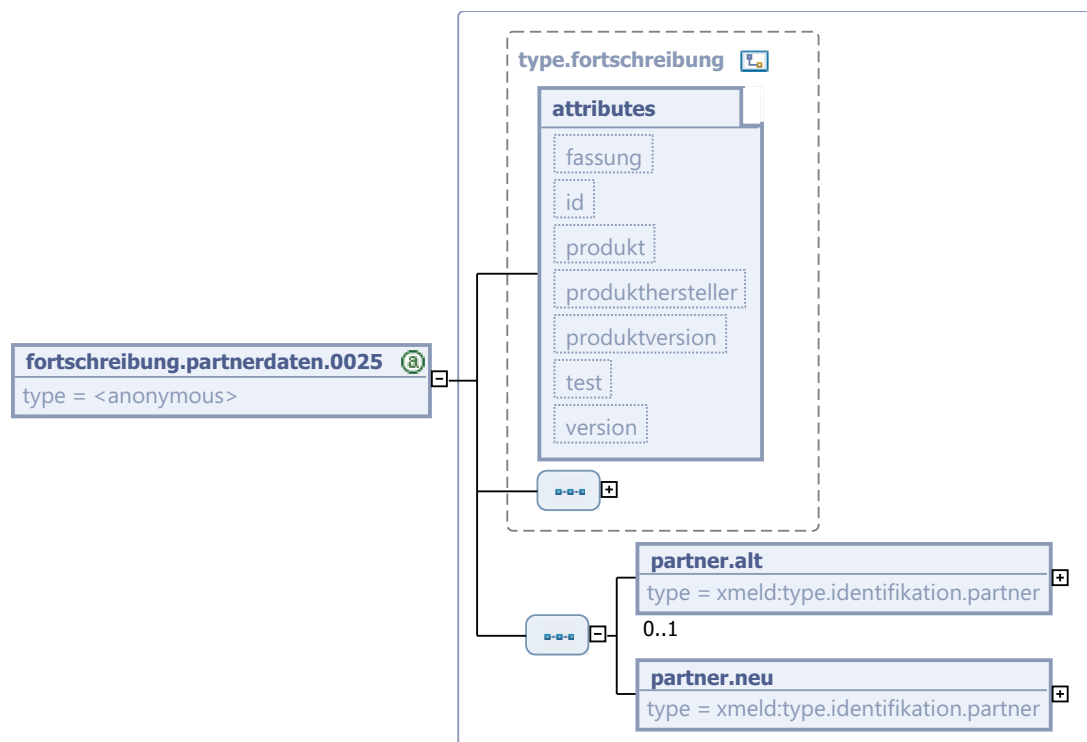 type.fortschreibung
attributes
fassung
id
produkt
produkthersteller
produktversion
test
version
fortschreibung.partnerdaten.0025 a
type = <anonymous>
partner.alt
type = xmeld:type.identifikation.partner
0..1
partner.neu
type = xmeld:type.identifikation.partner